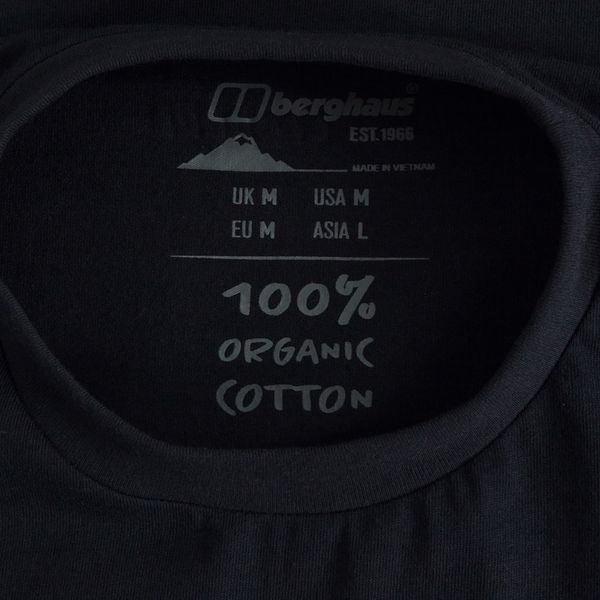 berghaus®
EST.1966
MADE IN VIETNAM
UK M USA M
EU M ASIA L
100%
ORGANIC
COTTON